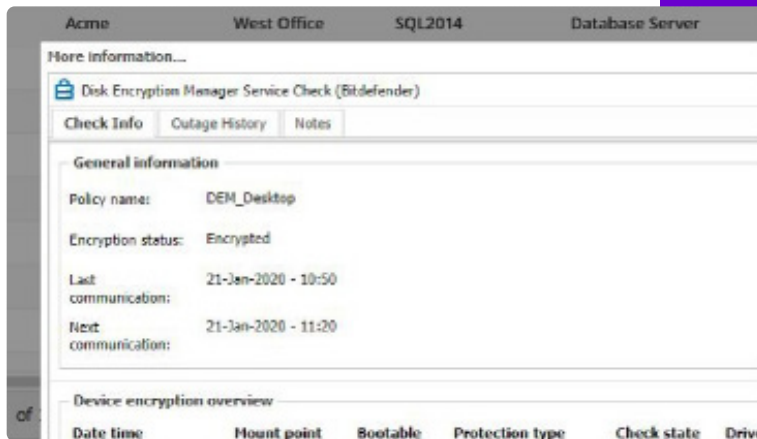 Acme West Office SQL2014 Database Server
More information...
Disk Encryption Manager Service Check (Bitdefender)
Check Info Outage History Notes
General information
Policy name: DEM_Desktop
Encryption status: Encrypted
Last communication: 21-Jan-2020 - 10:50
Next communication: 21-Jan-2020 - 11:20
Device encryption overview
of
Date time Mount point Bootable Protection type Check state Drive